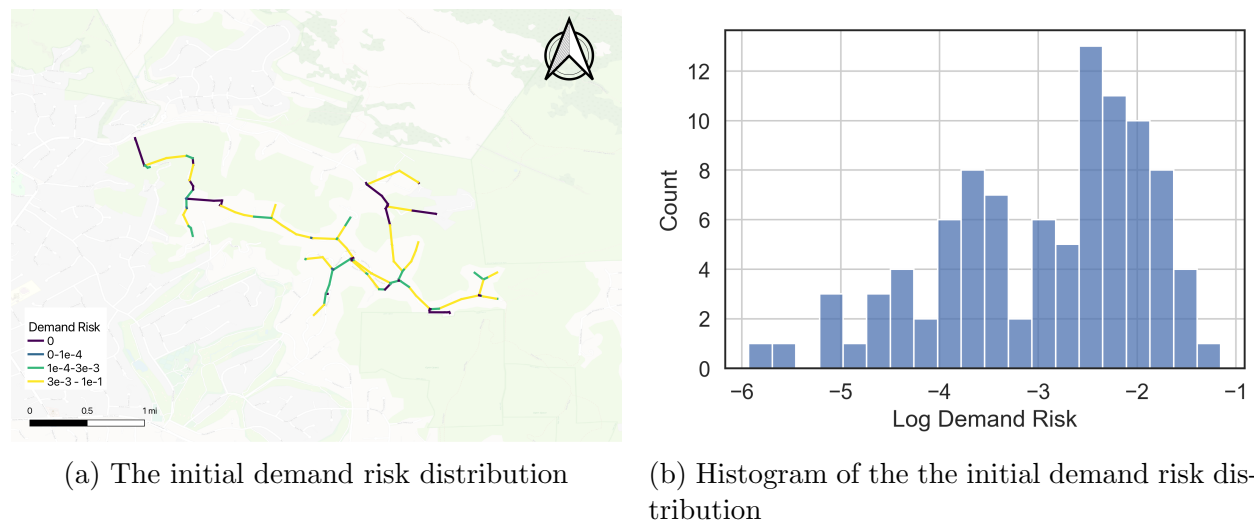 Demand Risk
0
0-1e-4
1e-4-3e-3
3e-3 - 1e-1
0 0.5 1 mi
(a) The initial demand risk distribution
Count
12
10
8
6
4
2
0
−6 −5 −4 −3 −2 −1
Log Demand Risk
(b) Histogram of the the initial demand risk dis-
tribution